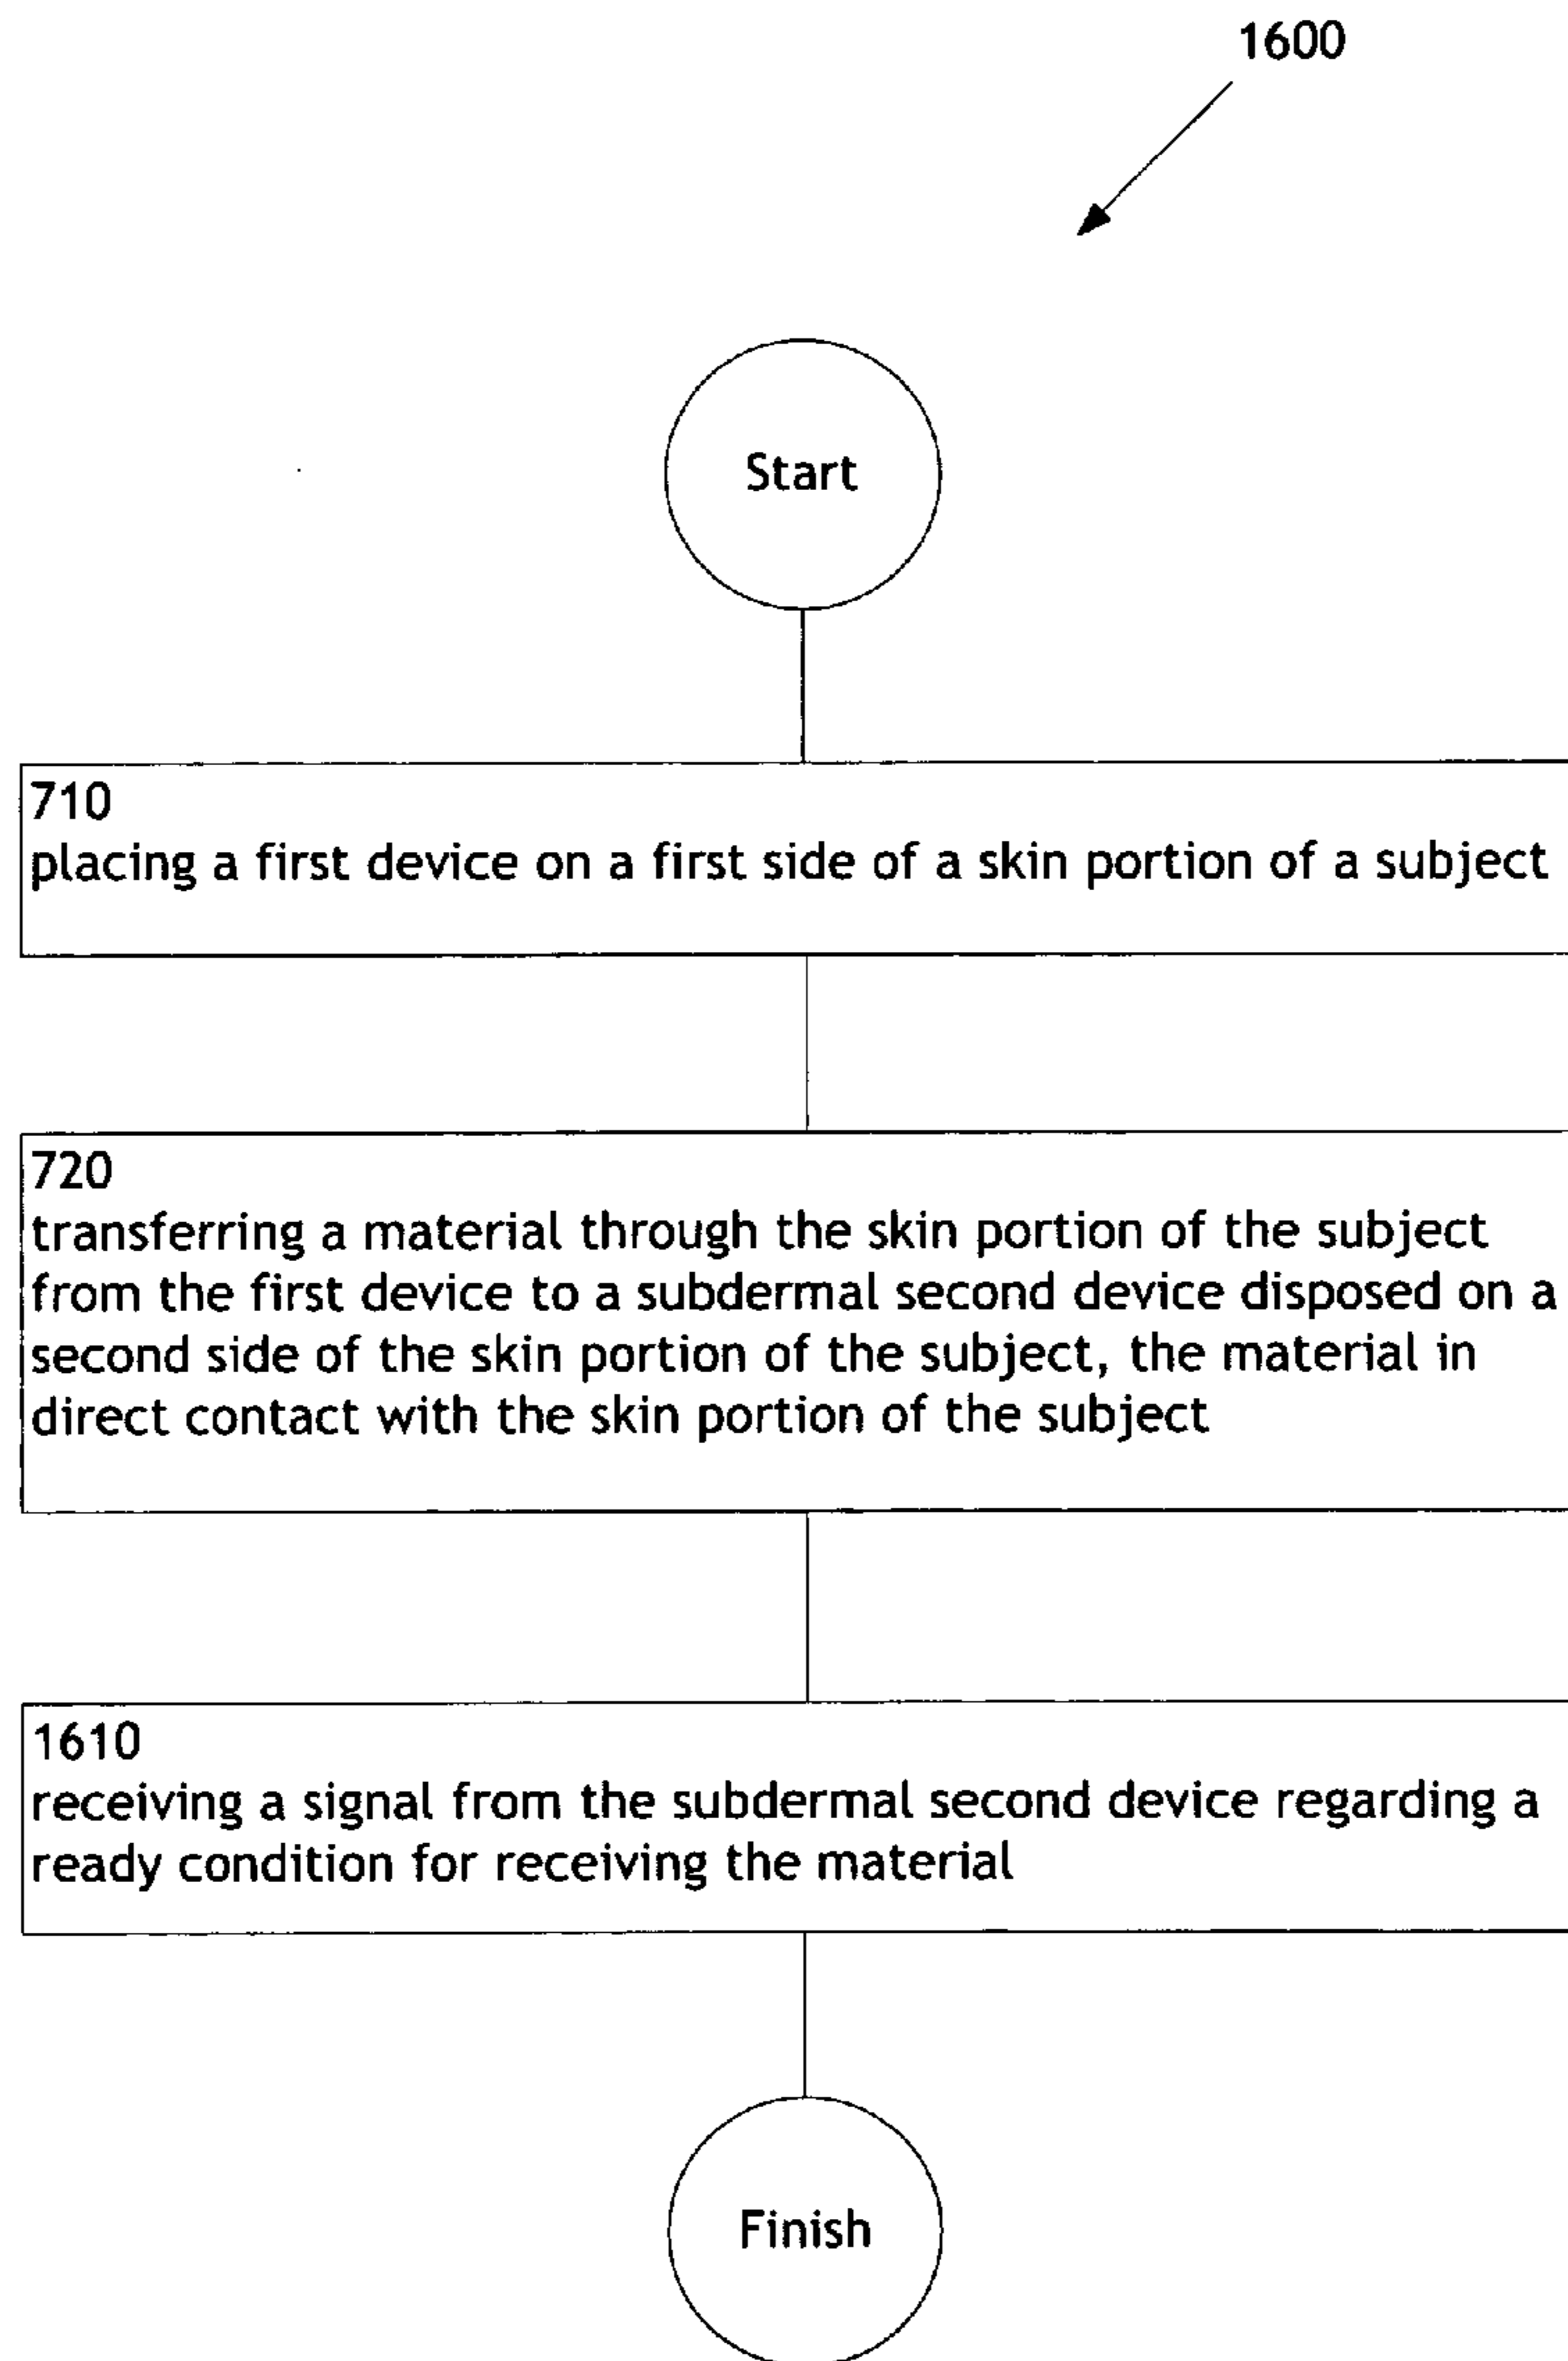 1600
Start
710
placing a first device on a first side of a skin portion of a subject
720
transferring a material through the skin portion of the subject
from the first device to a subdermal second device disposed on a
second side of the skin portion of the subject, the material in
direct contact with the skin portion of the subject
1610
receiving a signal from the subdermal second device regarding a
ready condition for receiving the material
Finish